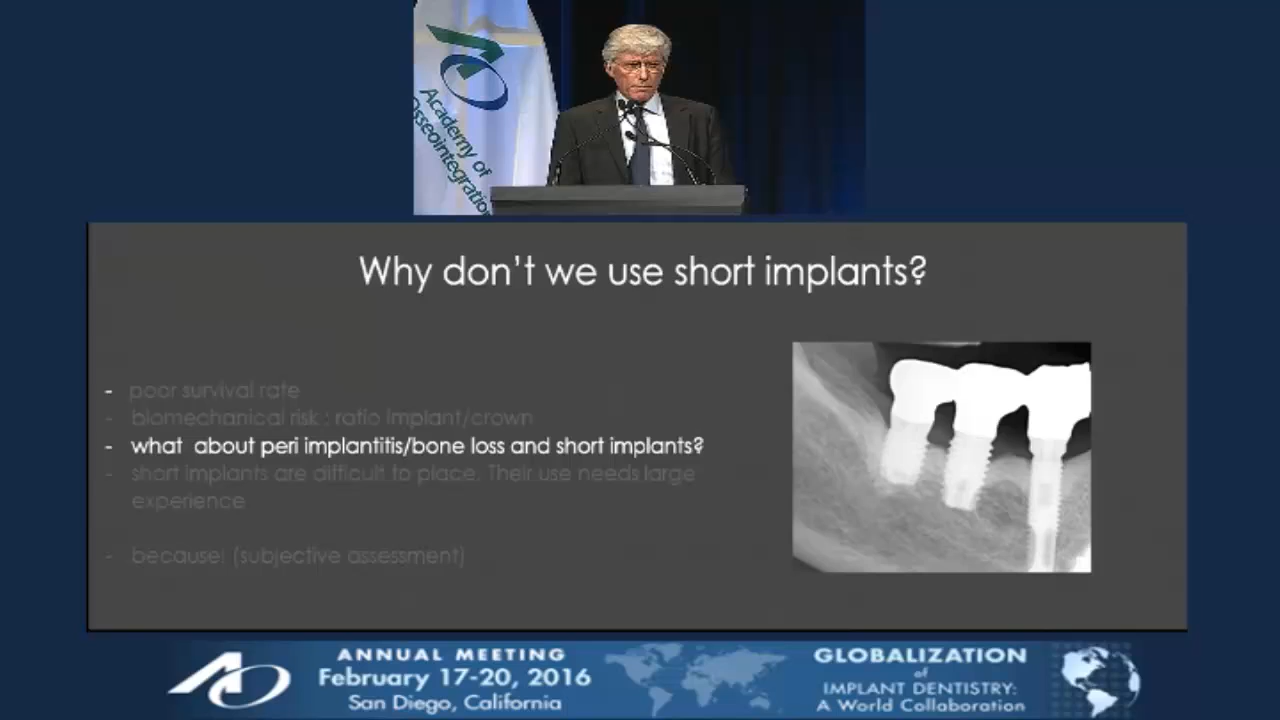 Academy of
Osseointegration
Why don't we use short implants?
- poor survival rate
- biomechanical risk : ratio implant/crown
- what about peri implantitis/bone loss and short implants?
- short implants are difficult to place. Their use needs large
experience
- because! (subjective assessment)
AO
ANNUAL MEETING
February 17-20, 2016
San Diego, California
GLOBALIZATION
of
IMPLANT DENTISTRY:
A World Collaboration